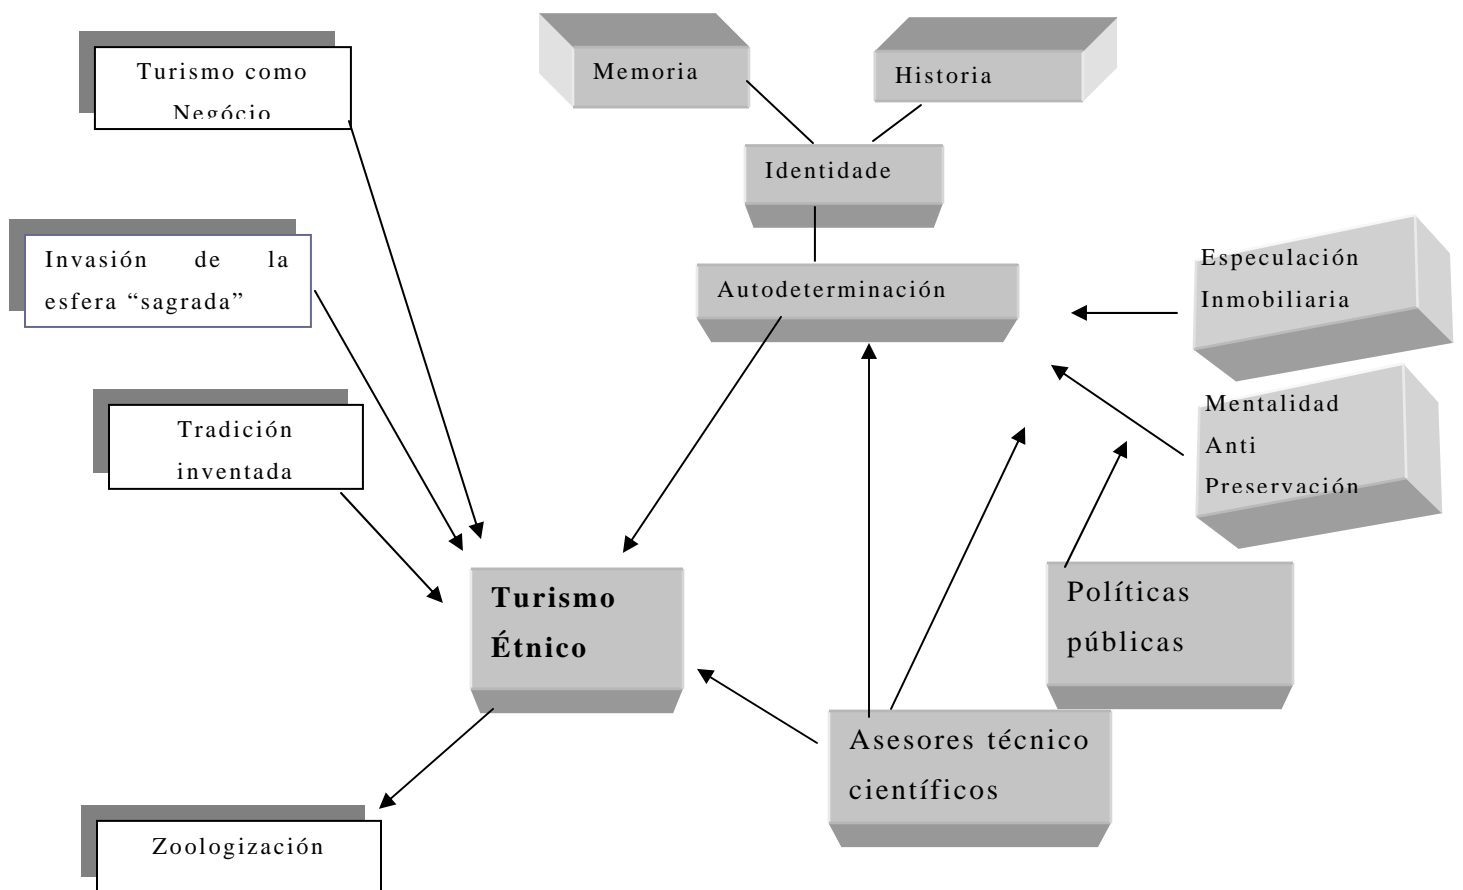 Turismo como
Negócio
Memoria
Historia
Identidade
Invasión de la
esfera “sagrada”
Autodeterminación
Especulación
Inmobiliaria
Tradición
inventada
Mentalidad
Anti
Preservación
Turismo
Étnico
Políticas
públicas
Asesores técnico
científicos
Zoologización